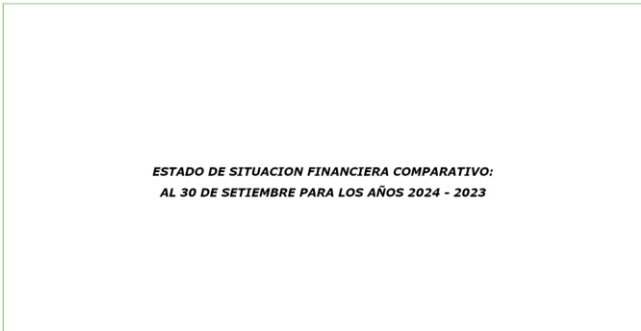 ESTADO DE SITUACION FINANCIERA COMPARATIVO:
AL 30 DE SETIEMBRE PARA LOS AÑOS 2024 - 2023